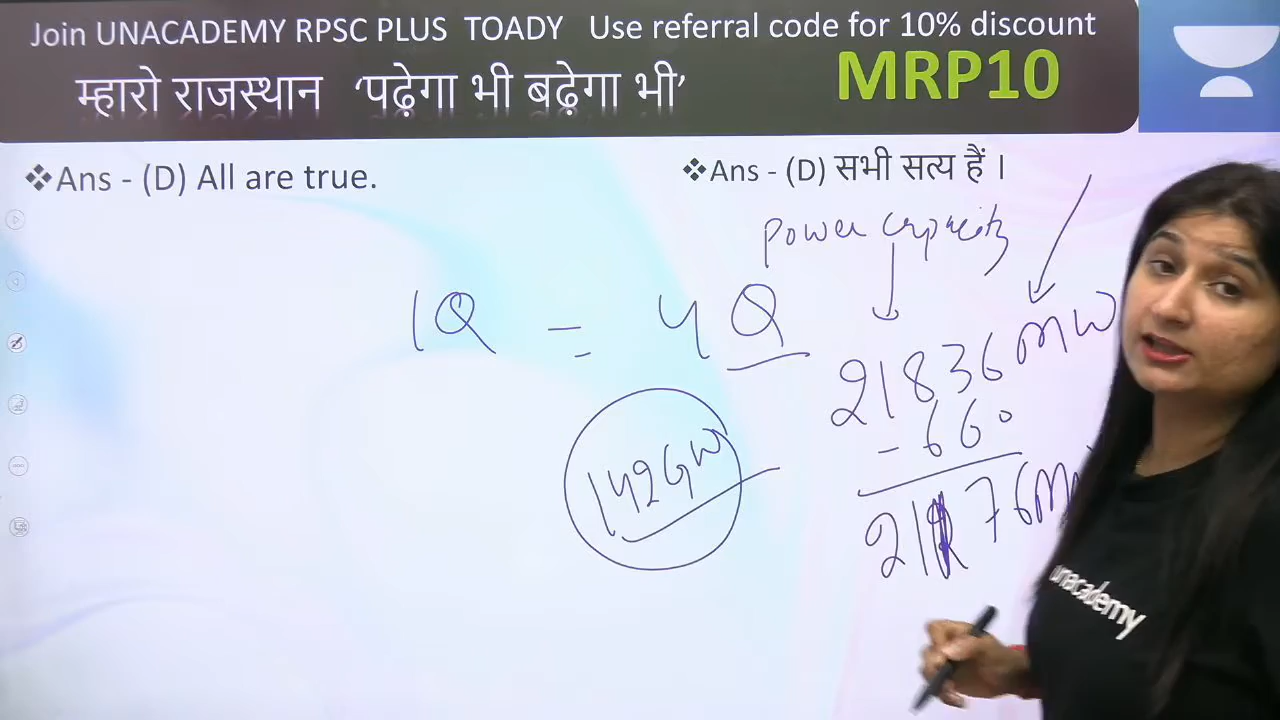 Join UNACADEMY RPSC PLUS TOADY Use referral code for 10% discount
म्हारो राजस्थान ‘पढ़ेगा भी बढ़ेगा भी’
MRP10
❖Ans - (D) All are true.
❖Ans - (D) सभी सत्य हैं ।
power capacity
1Q = 4Q
21836MW
- 660
21176M
142GW
unacademy